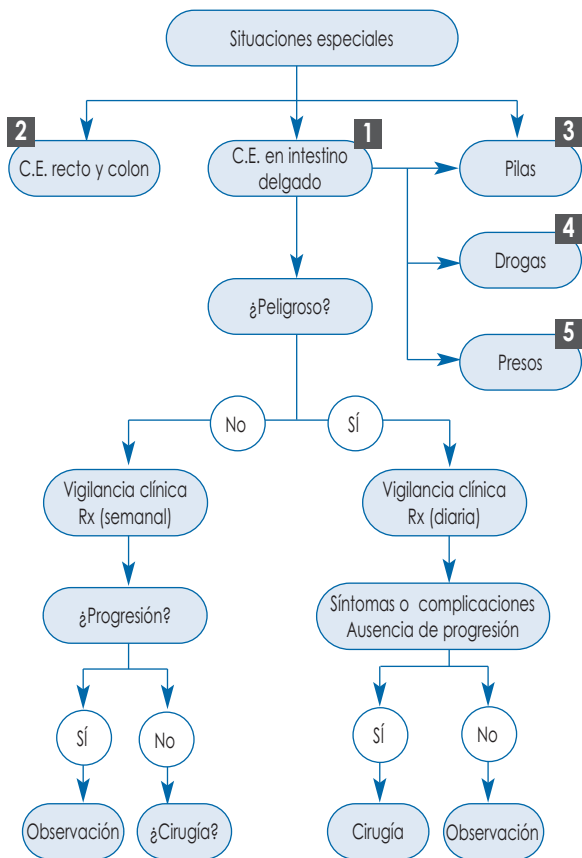 Situaciones especiales
2
C.E. recto y colon
1
C.E. en intestino
delgado
3
Pilas
4
Drogas
5
Presos
¿Peligroso?
No
SÍ
Vigilancia clínica
Rx (semanal)
Vigilancia clínica
Rx (diaria)
¿Progresión?
Síntomas o complicaciones
Ausencia de progresión
SÍ
No
SÍ
No
Observación
¿Cirugía?
Cirugía
Observación